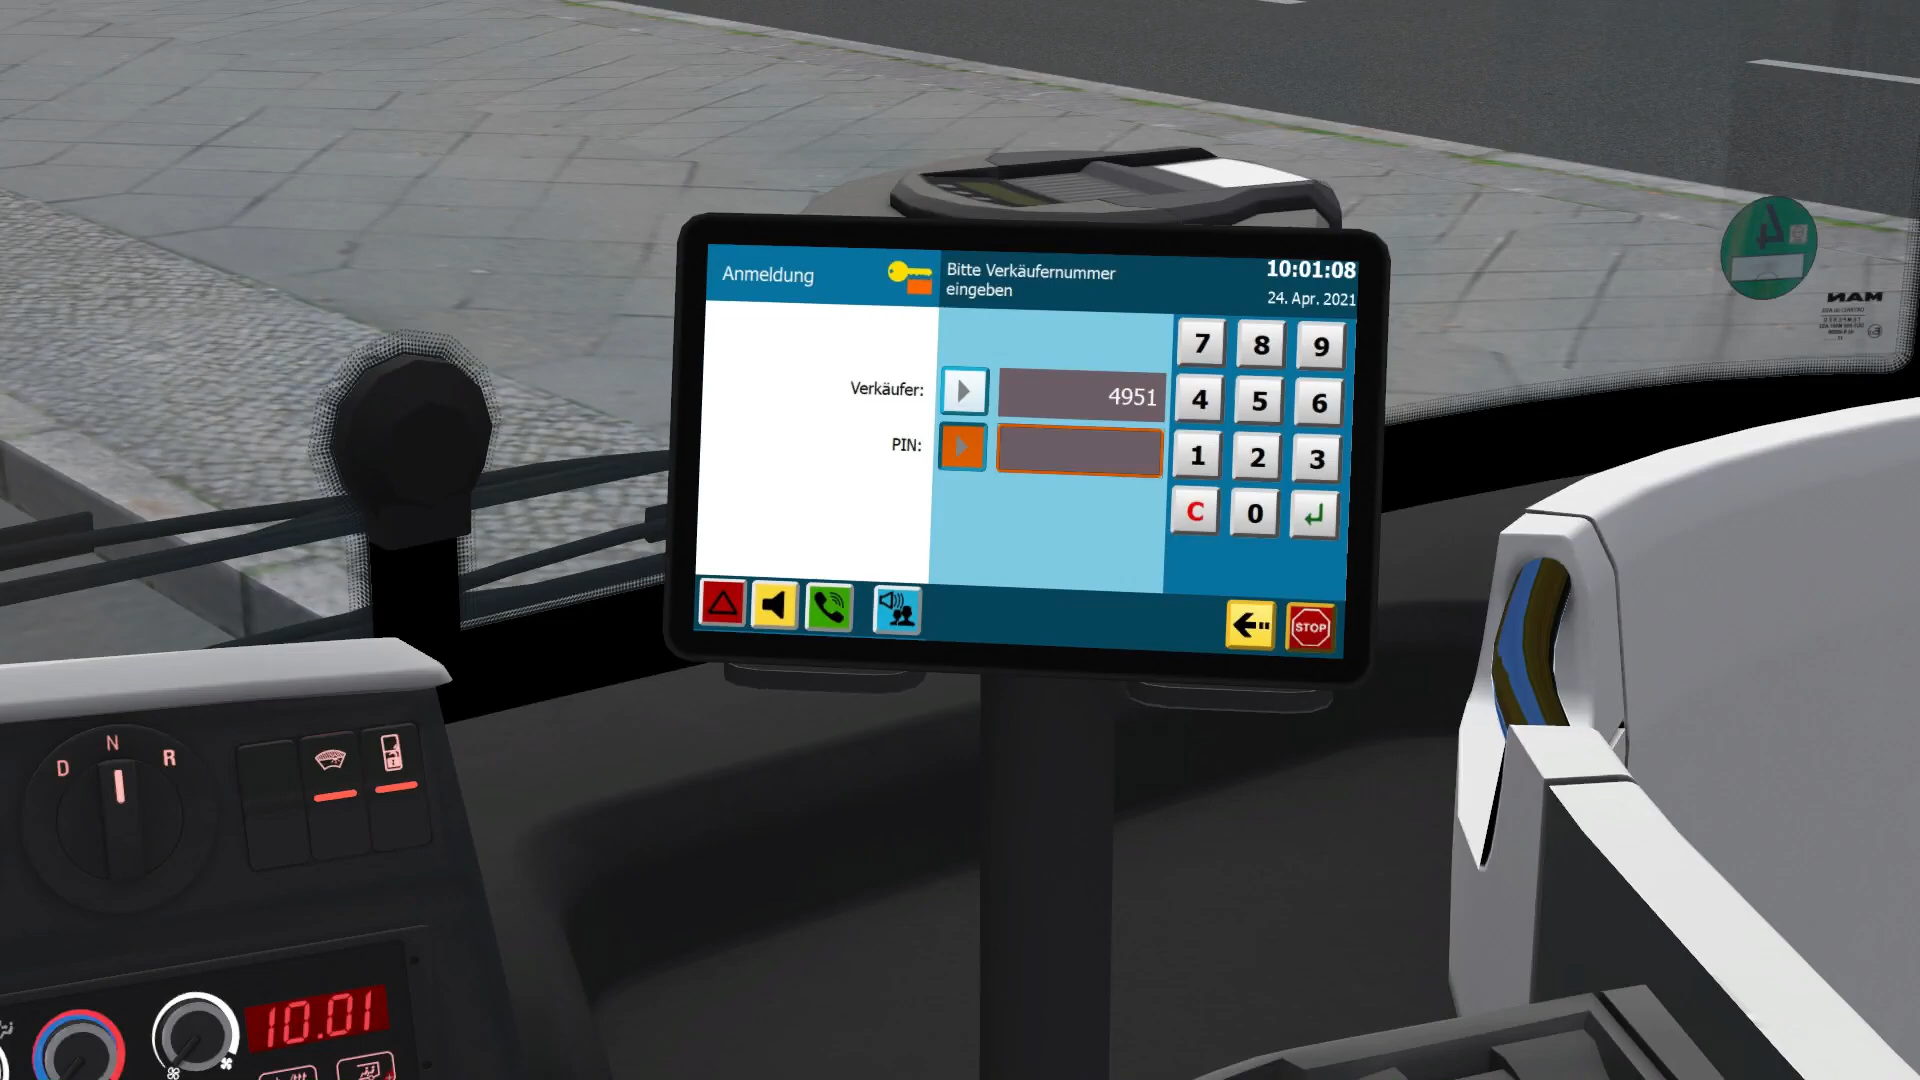 Anmeldung
Bitte Verkäufernummer
eingeben
10:01:08
24. Apr. 2021
Verkäufer:
4951
PIN:
7 8 9
4 5 6
1 2 3
C 0
STOP
4
MAN
D N R
10.01